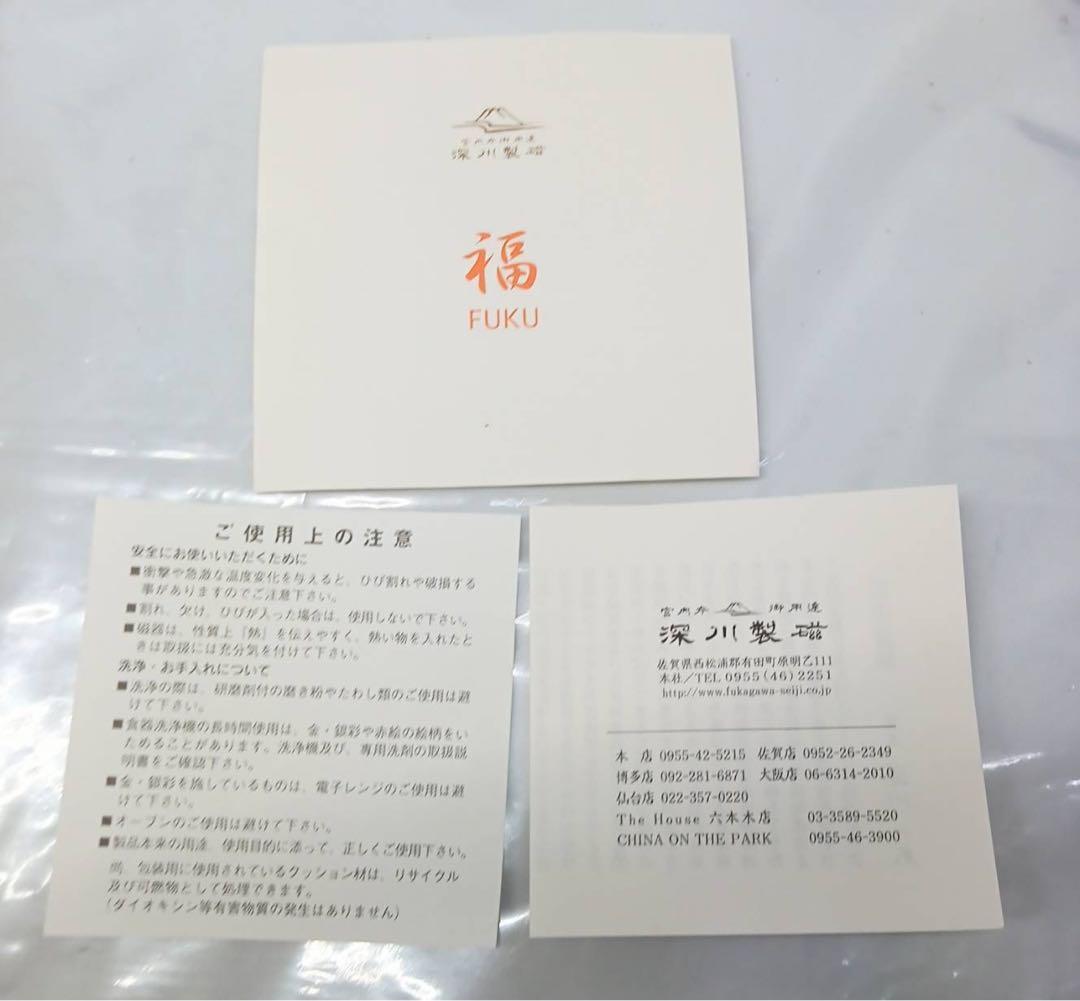 宮内庁御用達
深川製磁
福
FUKU
ご使用上の注意
安全にお使いいただくために
■衝撃や急激な温度変化を与えると、ひび割れや破損する
事がありますのでご注意下さい。
■割れ、欠け、ひびが入った場合は、使用しないで下さい。
■磁器は、性質上「熱」を伝えやすく、熱い物を入れたと
きは取扱には充分気を付けて下さい。
洗浄・お手入れについて
■洗浄の際は、研磨剤付の磨き粉やたわし類のご使用は避
けて下さい。
■食器洗浄機の長時間使用は、金・銀彩や赤絵の絵柄をい
ためることがあります。洗浄機及び、専用洗剤の取扱説
明書をご確認下さい。
■金・銀彩を施しているものは、電子レンジのご使用は避
けて下さい。
■オーブンのご使用は避けて下さい。
■製品本来の用途、使用目的に添って、正しくご使用下さい。
尚、包装用に使用されているクッション材は、リサイクル
及び可燃物として処理できます。
(ダイオキシン等有害物質の発生はありません)
宮内庁 御用達
深川製磁
佐賀県西松浦郡有田町原明乙111
本社/TEL 0955(46)2251
http://www.fukagawa-seiji.co.jp
本 店 0955-42-5215 佐賀店 0952-26-2349
博多店 092-281-6871 大阪店 06-6314-2010
仙台店 022-357-0220
The House 六本木店 03-3589-5520
CHINA ON THE PARK 0955-46-3900